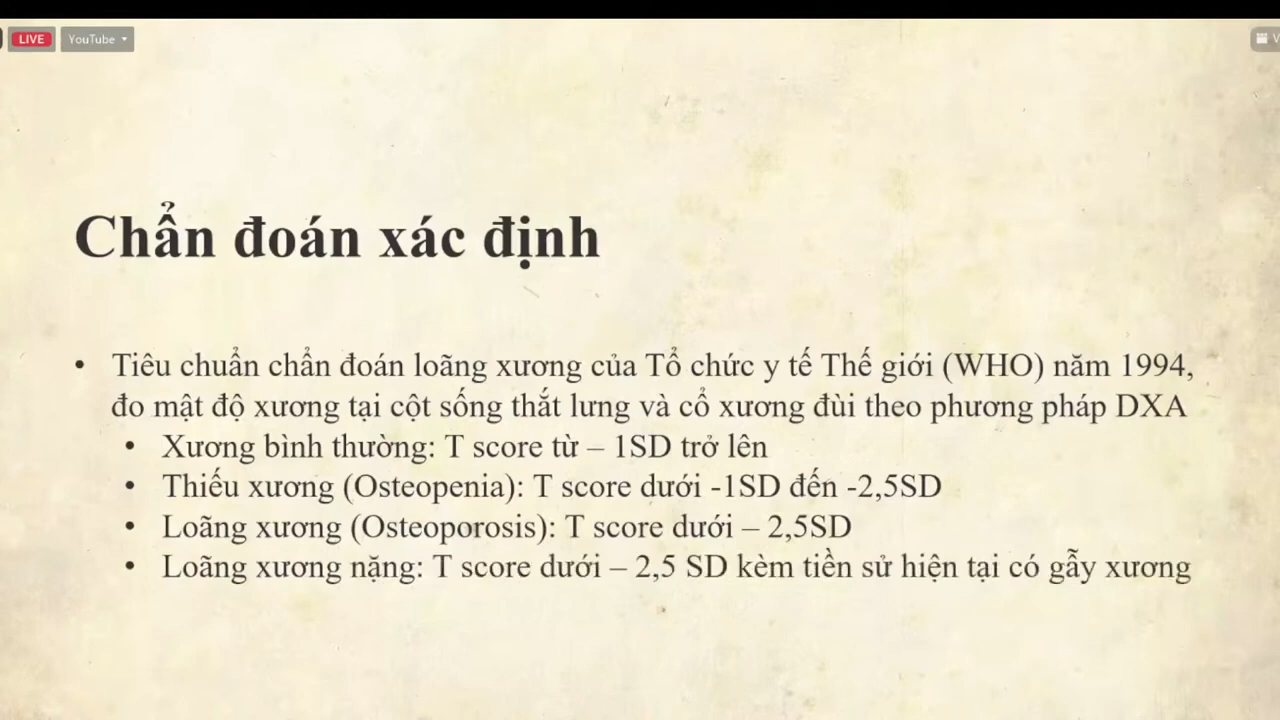 LIVE YouTube
V
Chẩn đoán xác định
• Tiêu chuẩn chẩn đoán loãng xương của Tổ chức y tế Thế giới (WHO) năm 1994,
đo mật độ xương tại cột sống thắt lưng và cổ xương đùi theo phương pháp DXA
• Xương bình thường: T score từ – 1SD trở lên
• Thiếu xương (Osteopenia): T score dưới -1SD đến -2,5SD
• Loãng xương (Osteoporosis): T score dưới – 2,5SD
• Loãng xương nặng: T score dưới – 2,5 SD kèm tiền sử hiện tại có gẫy xương